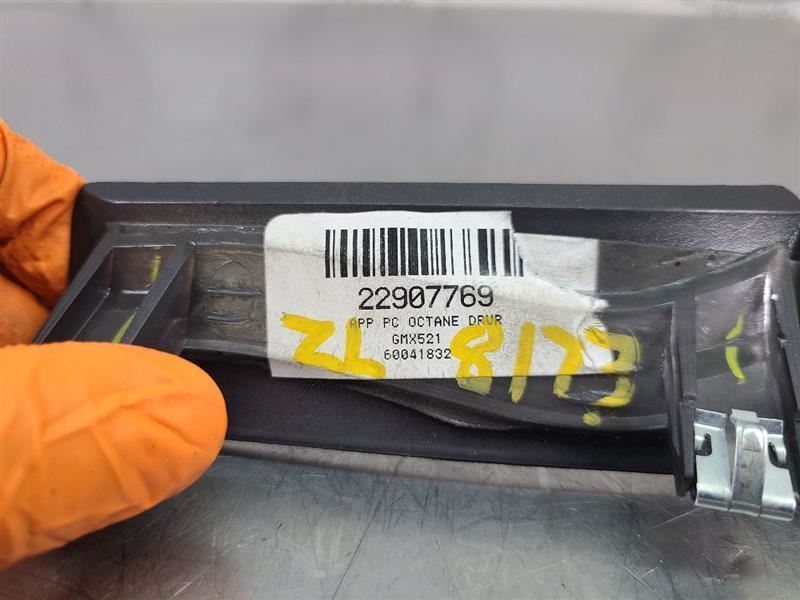 22907769
APP PC OCTANE DRVR
GMX521
60041832